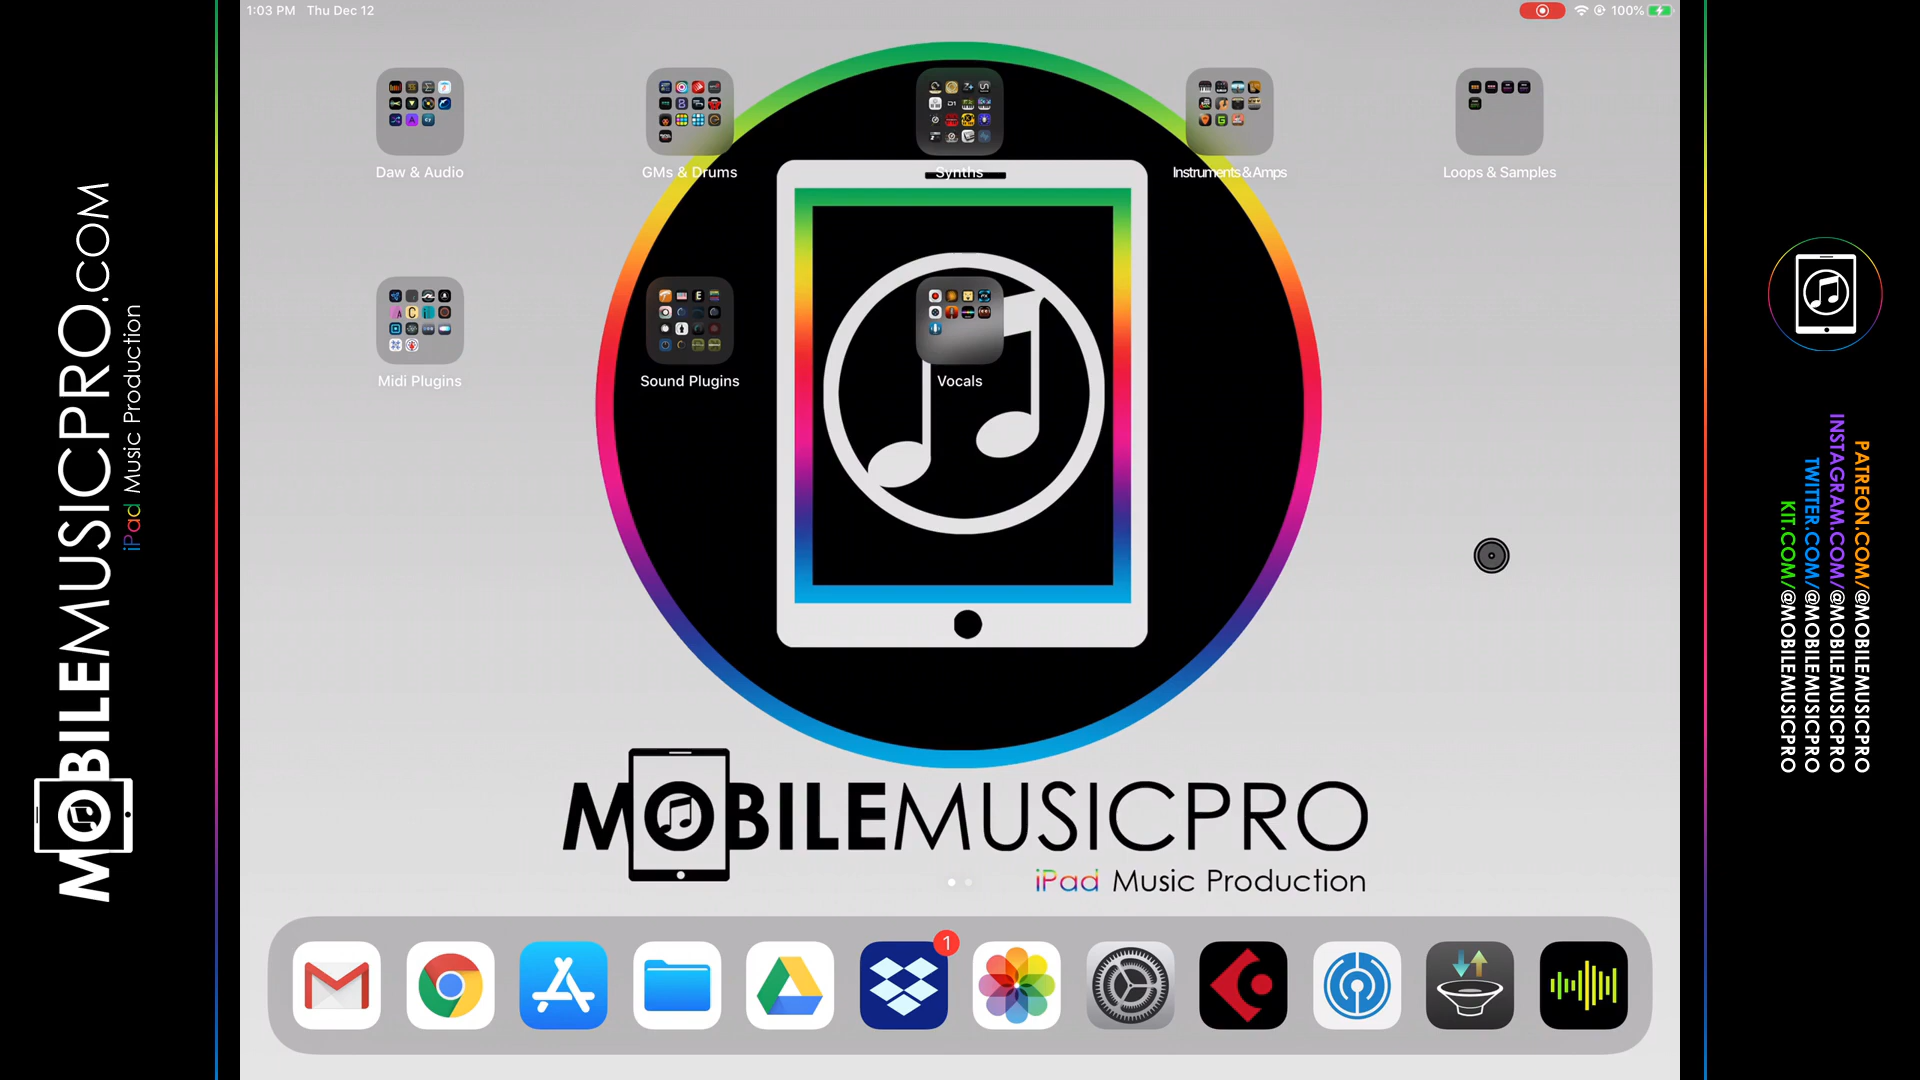 1:03 PM Thu Dec 12
100%
Daw & Audio
GMs & Drums
Synths
Instruments & Amps
Loops & Samples
Midi Plugins
Sound Plugins
Vocals
MOBILEMUSICPRO
iPad Music Production
1
MOBILEMUSICPRO.COM
iPad Music Production
PATREON.COM/@MOBILEMUSICPRO
INSTAGRAM.COM/@MOBILEMUSICPRO
TWITTER.COM/@MOBILEMUSICPRO
KIT.COM/@MOBILEMUSICPRO